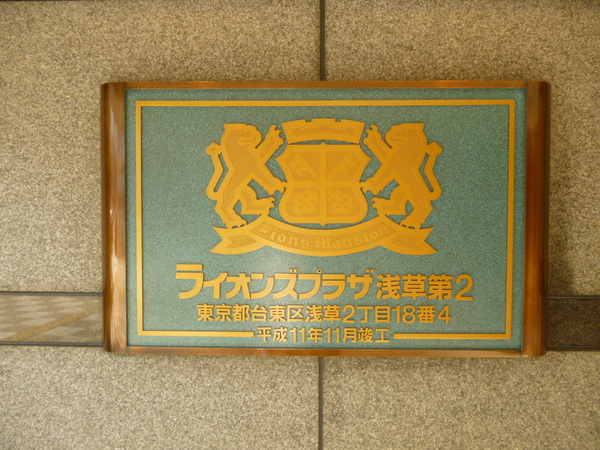 Lions Mansion
ライオンズプラザ浅草第2
東京都台東区浅草2丁目18番4
平成11年11月竣工